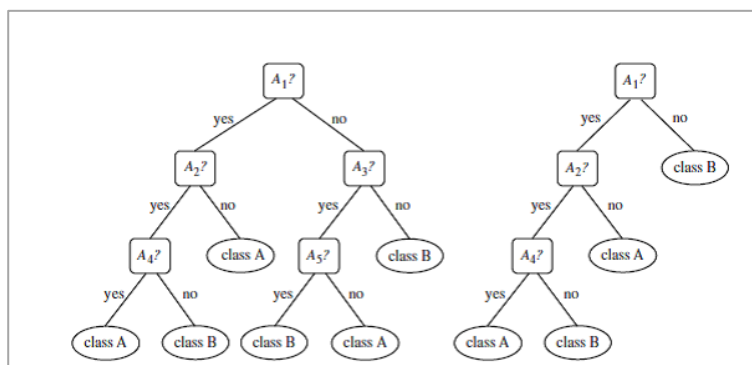 A1? A1?
yes no yes no
A2? A3? A2? class B
yes no yes no yes no
A4? class A A5? class B A4? class A
yes no yes no yes no
class A class B class B class A class A class B